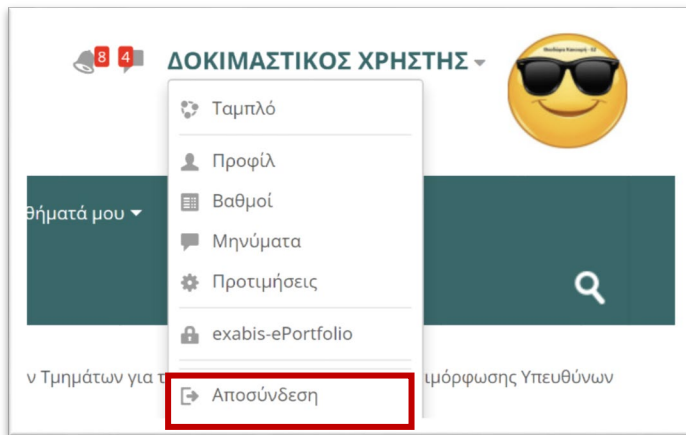 8 4 ΔΟΚΙΜΑΣΤΙΚΟΣ ΧΡΗΣΤΗΣ
Ταμπλό
Προφίλ
θήματά μου
Βαθμοί
Μηνύματα
Προτιμήσεις
exabis-ePortfolio
ν Τμημάτων για τ ιμόρφωσης Υπευθύνων
Αποσύνδεση